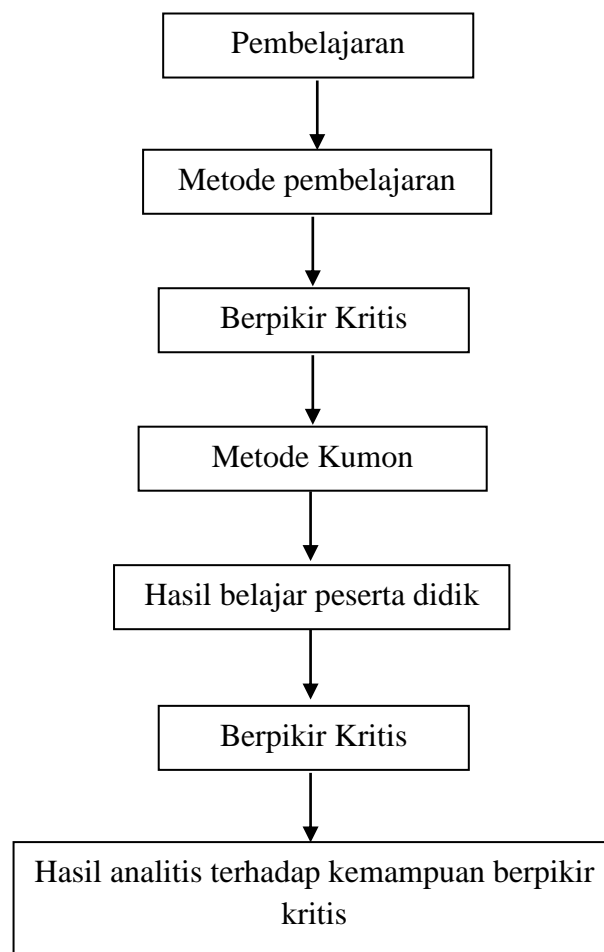 Pembelajaran
Metode pembelajaran
Berpikir Kritis
Metode Kumon
Hasil belajar peserta didik
Berpikir Kritis
Hasil analitis terhadap kemampuan berpikir
kritis